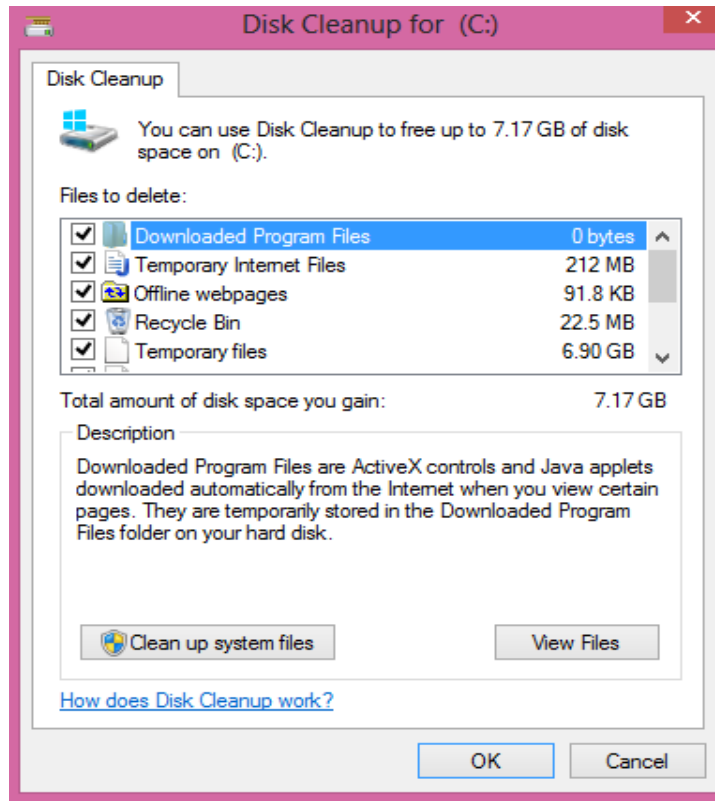 Disk Cleanup for (C:)
Disk Cleanup
You can use Disk Cleanup to free up to 7.17 GB of disk
space on (C:).
Files to delete:
Downloaded Program Files 0 bytes
Temporary Internet Files 212 MB
Offline webpages 91.8 KB
Recycle Bin 22.5 MB
Temporary files 6.90 GB
Total amount of disk space you gain: 7.17 GB
Description
Downloaded Program Files are ActiveX controls and Java applets
downloaded automatically from the Internet when you view certain
pages. They are temporarily stored in the Downloaded Program
Files folder on your hard disk.
Clean up system files View Files
How does Disk Cleanup work?
OK Cancel